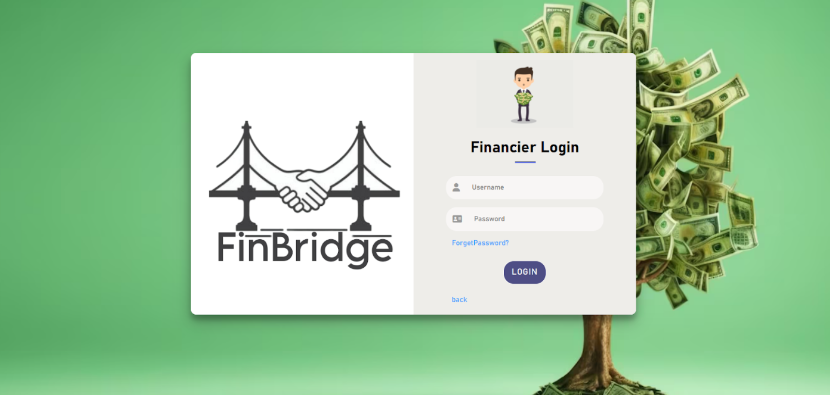 FinBridge
Financier Login
Username
Password
ForgetPassword?
LOGIN
back